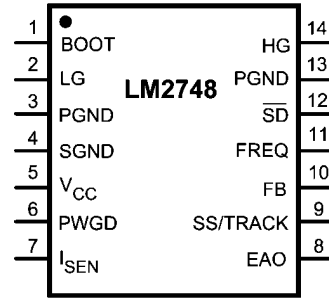 1 BOOT HG 14
2 LG LM2748 PGND 13
3 PGND SD 12
4 SGND FREQ 11
5 VCC FB 10
6 PWGD SS/TRACK 9
7 ISEN EAO 8